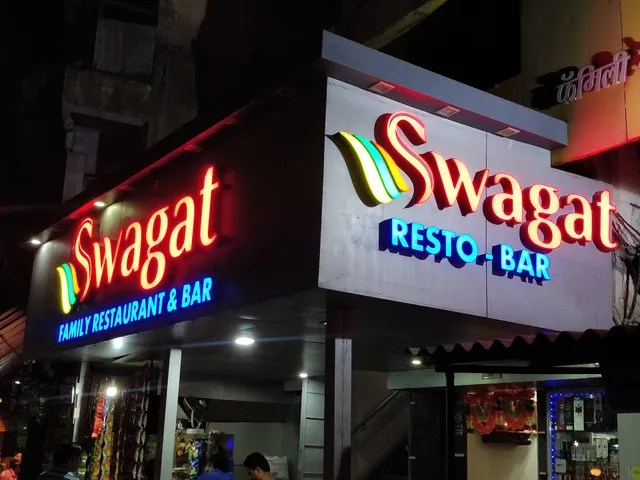 Swagat
FAMILY RESTAURANT & BAR
Swagat
RESTO - BAR
फॅमिली